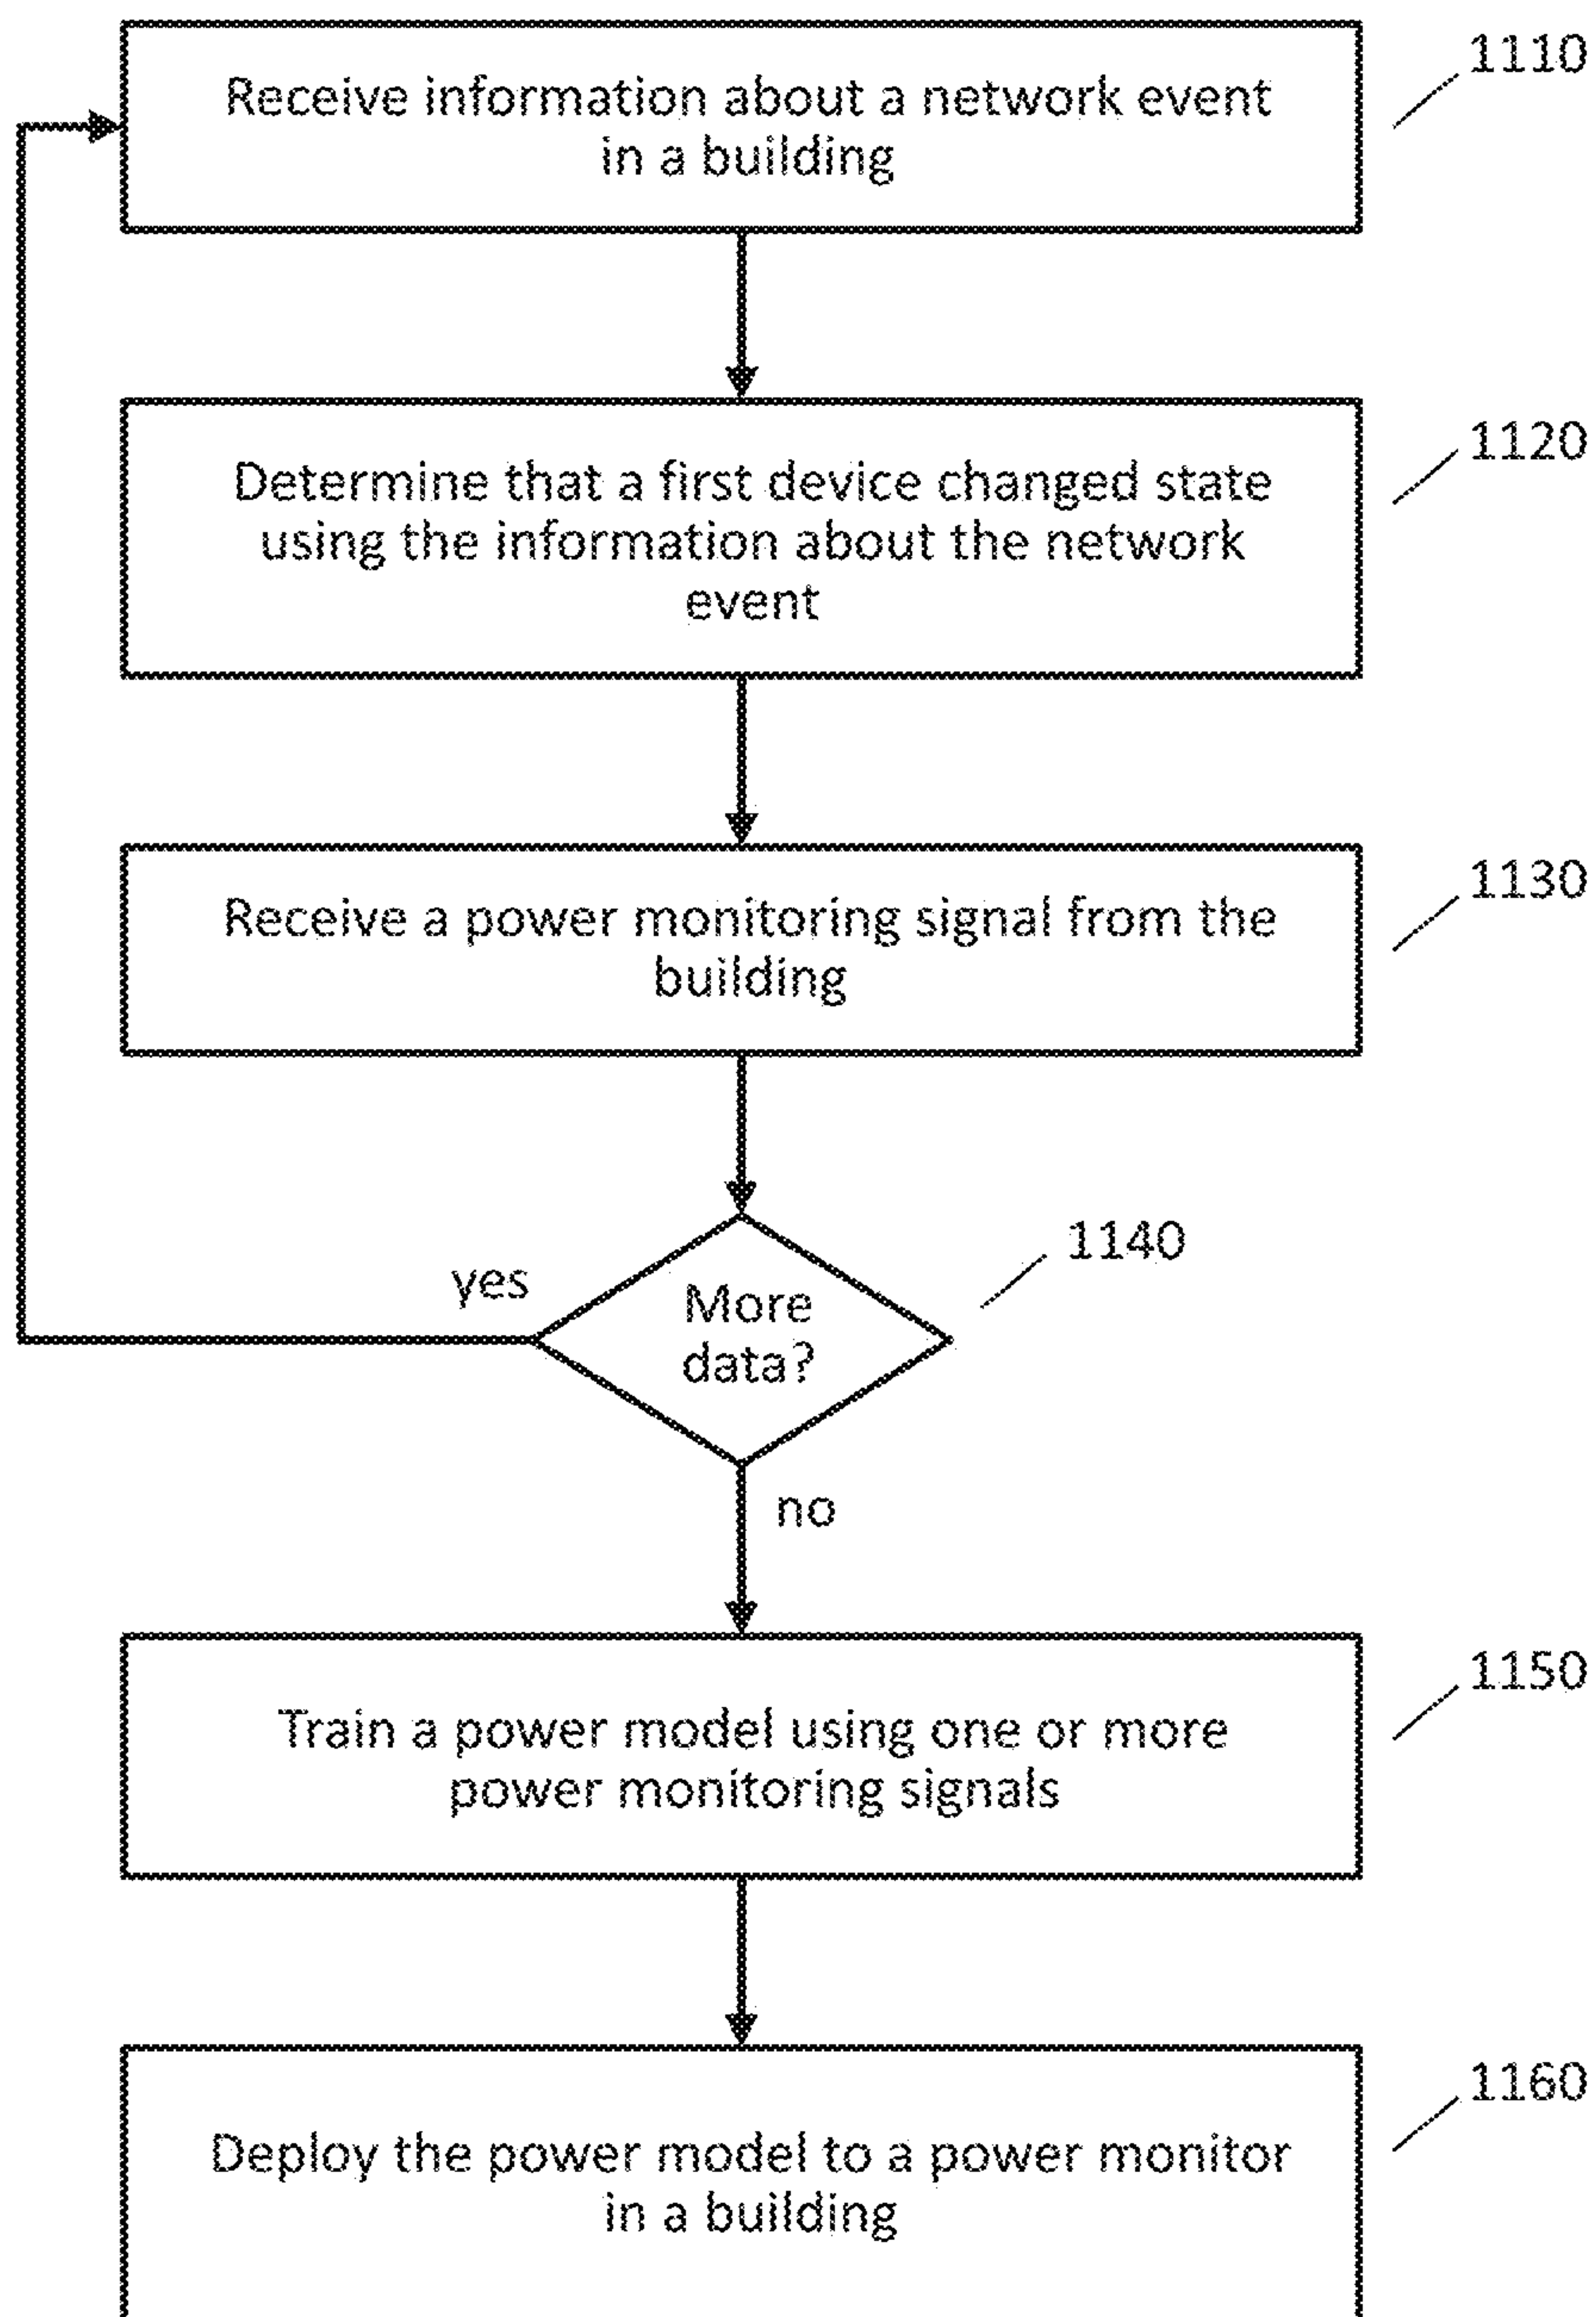 Receive information about a network event
in a building
1110
Determine that a first device changed state
using the information about the network
event
1120
Receive a power monitoring signal from the
building
1130
More
data?
1140
yes
no
Train a power model using one or more
power monitoring signals
1150
Deploy the power model to a power monitor
in a building
1160